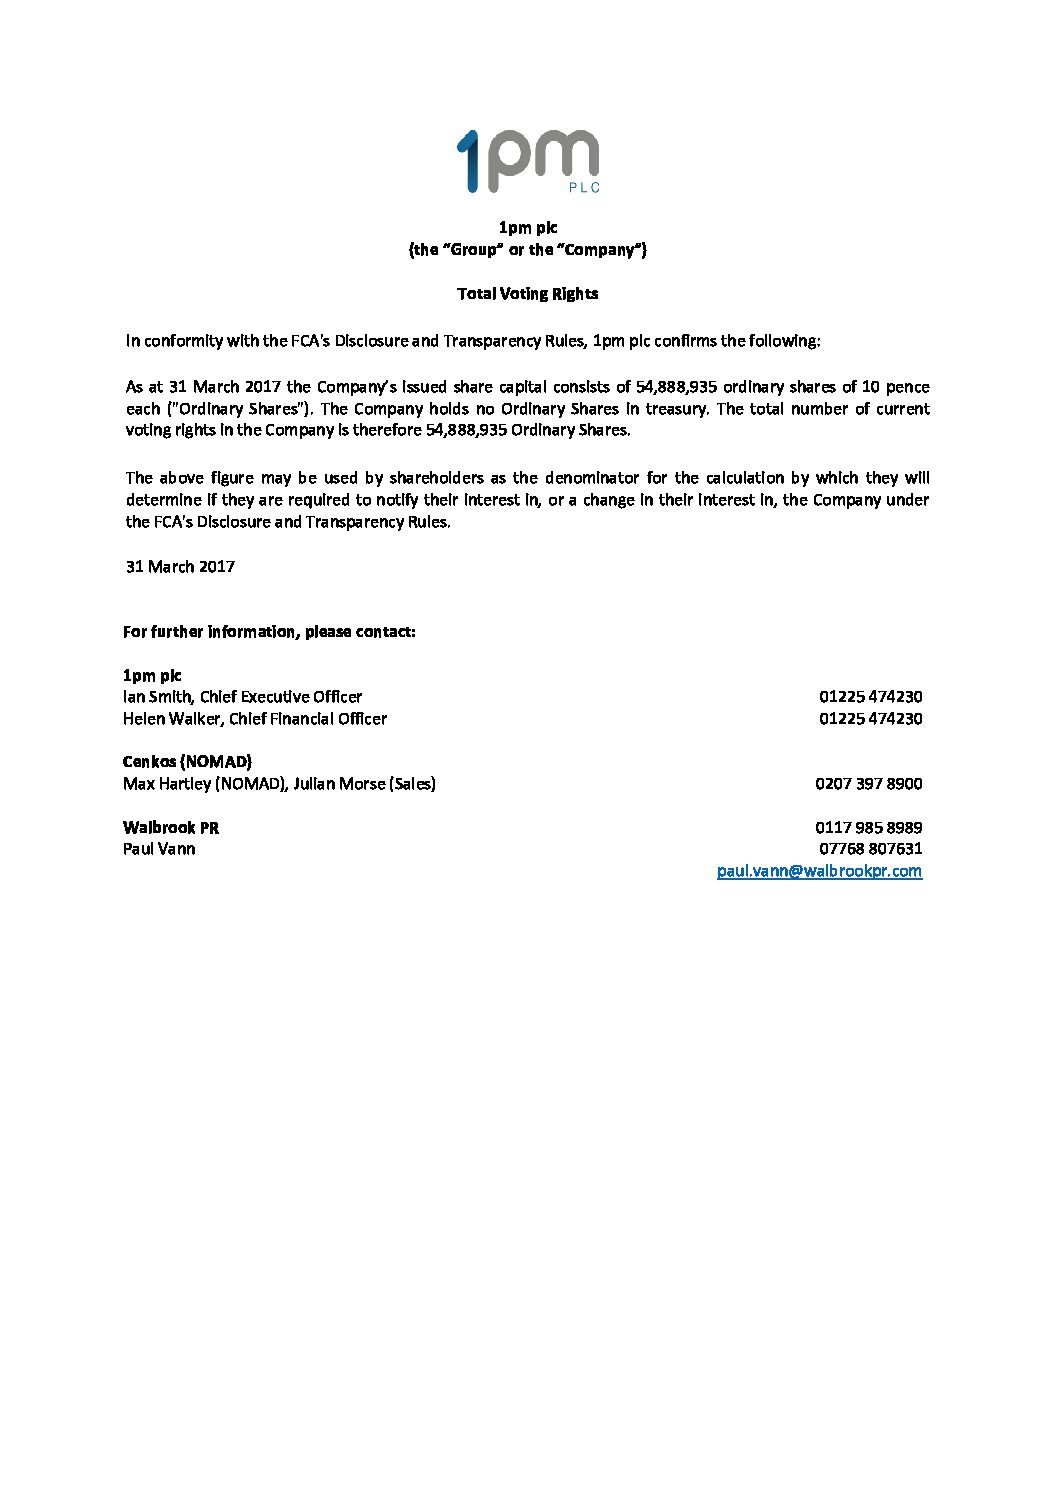 1pm
PLC
1pm plc
(the “Group” or the “Company”)
Total Voting Rights
In conformity with the FCA's Disclosure and Transparency Rules, 1pm plc confirms the following:
As at 31 March 2017 the Company’s issued share capital consists of 54,888,935 ordinary shares of 10 pence
each ("Ordinary Shares"). The Company holds no Ordinary Shares in treasury. The total number of current
voting rights in the Company is therefore 54,888,935 Ordinary Shares.
The above figure may be used by shareholders as the denominator for the calculation by which they will
determine if they are required to notify their interest in, or a change in their interest in, the Company under
the FCA's Disclosure and Transparency Rules.
31 March 2017
For further information, please contact:
1pm plc
Ian Smith, Chief Executive Officer 01225 474230
Helen Walker, Chief Financial Officer 01225 474230
Cenkos (NOMAD)
Max Hartley (NOMAD), Julian Morse (Sales) 0207 397 8900
Walbrook PR 0117 985 8989
Paul Vann 07768 807631
paul.vann@walbrookpr.com